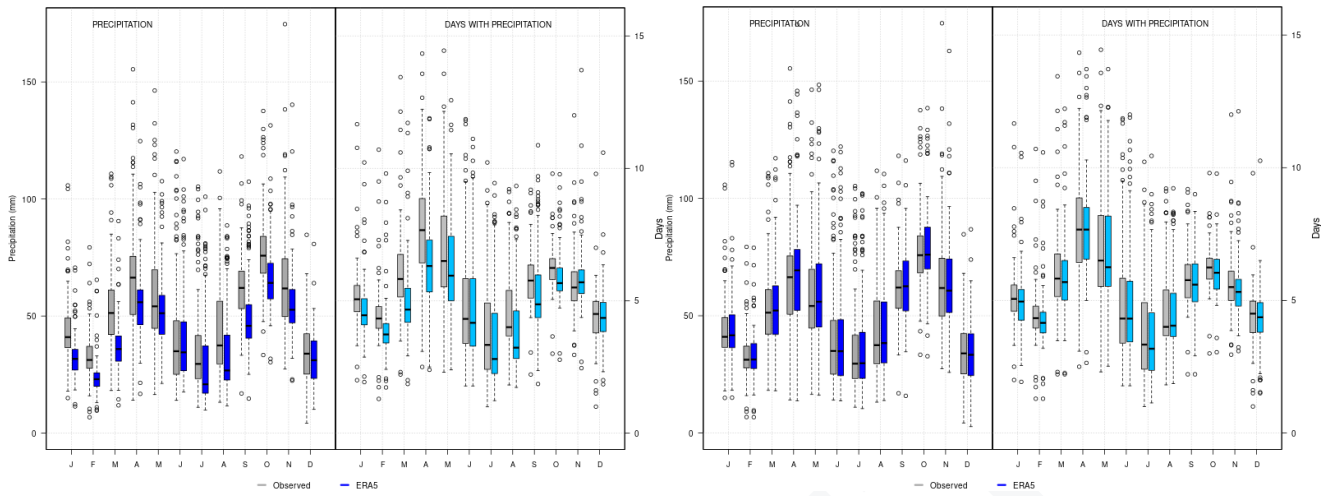 PRECIPITATION
DAYS WITH PRECIPITATION
PRECIPITATION
DAYS WITH PRECIPITATION
150
100
50
0
Precipitation (mm)
15
10
5
0
Days
150
100
50
0
Precipitation (mm)
15
10
5
0
Days
J F M A M J J A S O N D
J F M A M J J A S O N D
J F M A M J J A S O N D
J F M A M J J A S O N D
Observed ERA5
Observed ERA5